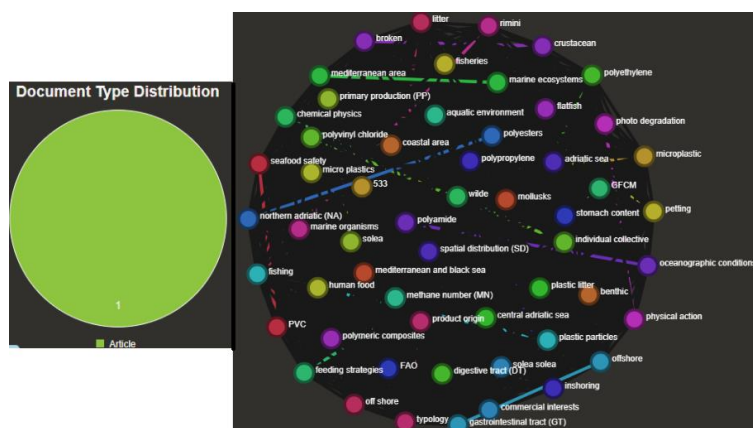 Document Type Distribution
1
Article
litter
rimini
broken
crustacean
fisheries
mediterranean area
marine ecosystems
polyethylene
primary production (PP)
chemical physics
aquatic environment
flatfish
photo degradation
polyvinyl chloride
polyesters
coastal area
microplastic
seafood safety
polypropylene
adriatic sea
micro plastics
533
GFCM
wilde
mollusks
petting
northern adriatic (NA)
stomach content
marine organisms
polyamide
solea
individual collective
spatial distribution (SD)
oceanographic conditions
fishing
mediterranean and black sea
human food
plastic litter
benthic
methane number (MN)
PVC
product origin
central adriatic sea
physical action
polymeric composites
plastic particles
feeding strategies
FAO
digestive tract (DT)
solea solea
offshore
inshoring
off shore
commercial interests
typology
gastrointestinal tract (GT)